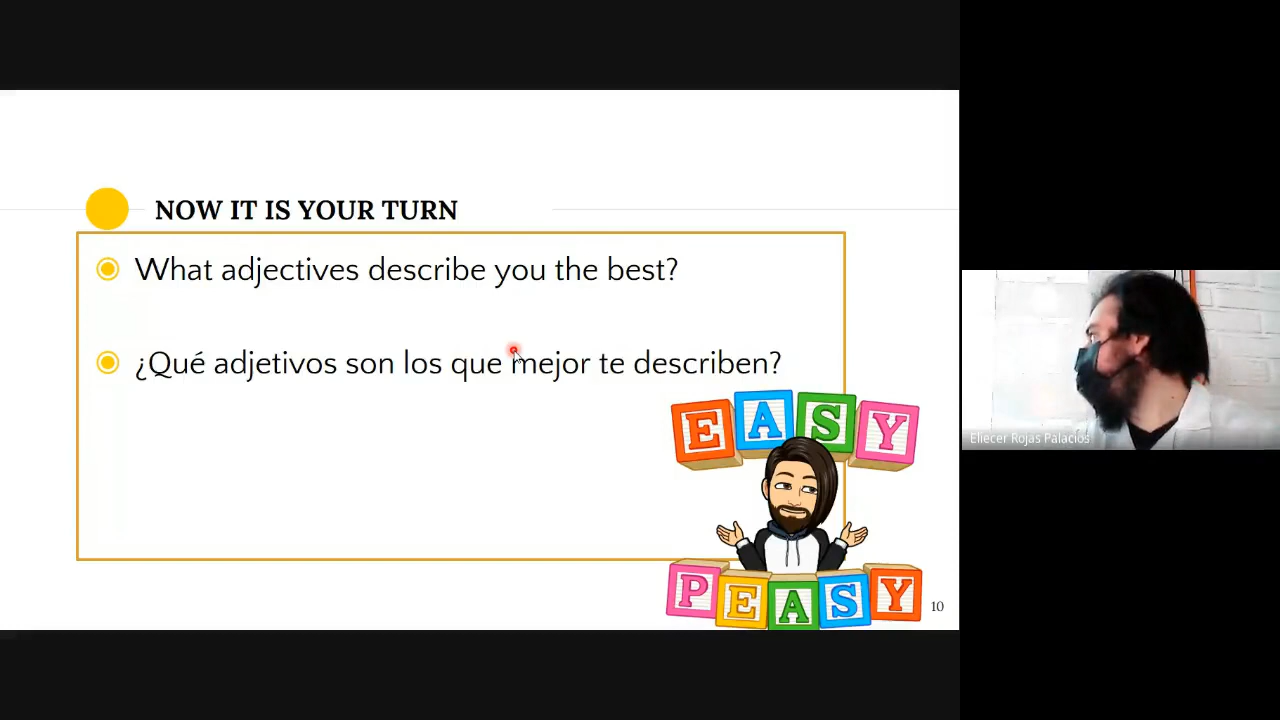 NOW IT IS YOUR TURN
What adjectives describe you the best?
¿Qué adjetivos son los que mejor te describen?
EASY
PEASY
10
Eliecer Rojas Palacios